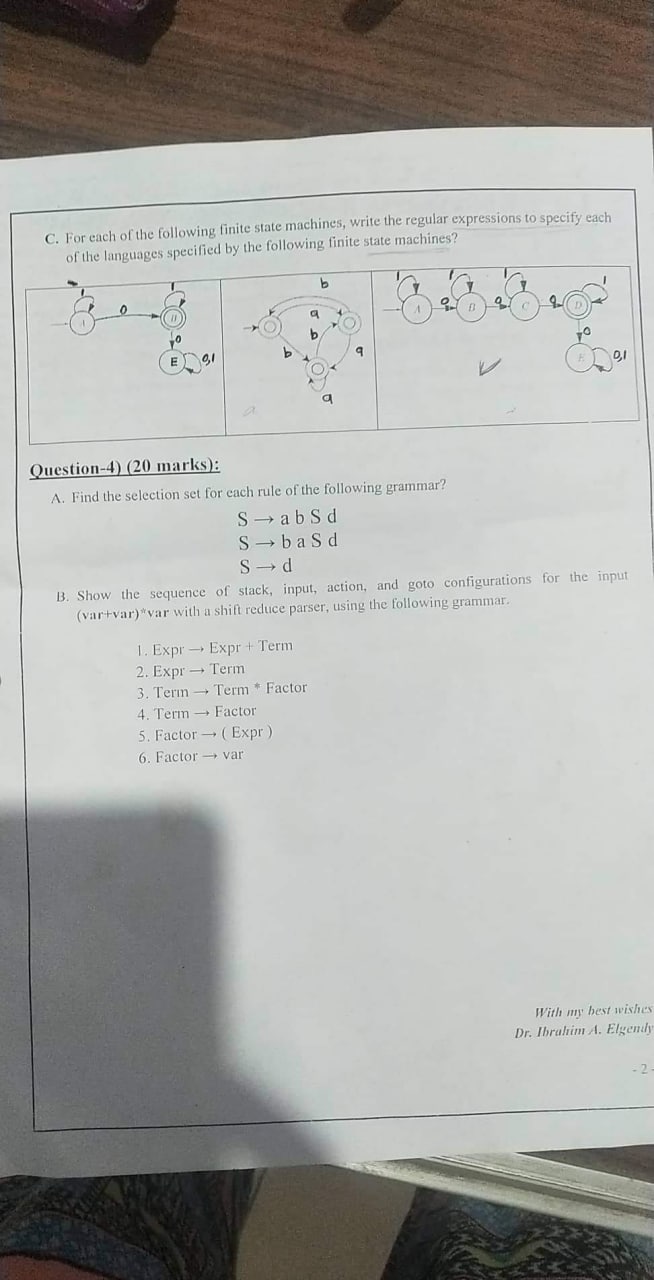 C. For each of the following finite state machines, write the regular expressions to specify each
of the languages specified by the following finite state machines?
1 1 b 1 1 1 1
A 0 B a b A 0 B 0 C 0 D
0 b a 0
E 0,1 a E 0,1
Question-4) (20 marks):
A. Find the selection set for each rule of the following grammar?
S → a b S d
S → b a S d
S → d
B. Show the sequence of stack, input, action, and goto configurations for the input
(var+var)*var with a shift reduce parser, using the following grammar.
1. Expr → Expr + Term
2. Expr → Term
3. Term → Term * Factor
4. Term → Factor
5. Factor → ( Expr )
6. Factor → var
With my best wishes
Dr. Ibrahim A. Elgendy
- 2 -